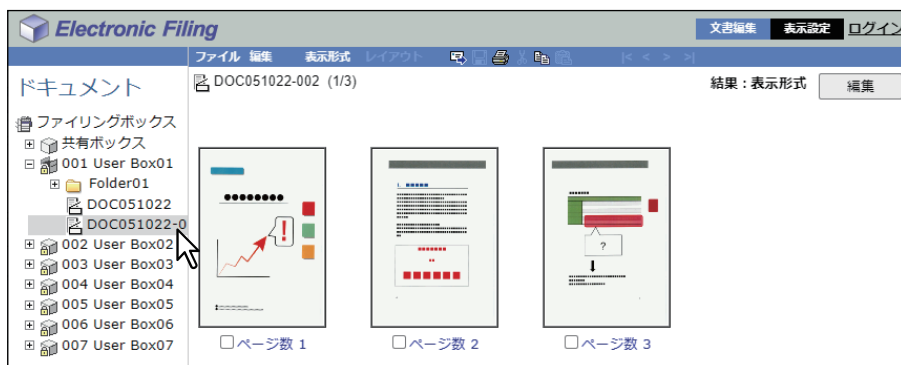 Electronic Filing
文書編集 表示設定 ログイン
ファイル 編集 表示形式 レイアウト |< < > >|
ドキュメント
DOC051022-002 (1/3)
結果：表示形式 編集
ファイリングボックス
共有ボックス
001 User Box01
Folder01
DOC051022
DOC051022-0
002 User Box02
003 User Box03
004 User Box04
005 User Box05
006 User Box06
007 User Box07
!
1.
?
ページ数 1
ページ数 2
ページ数 3